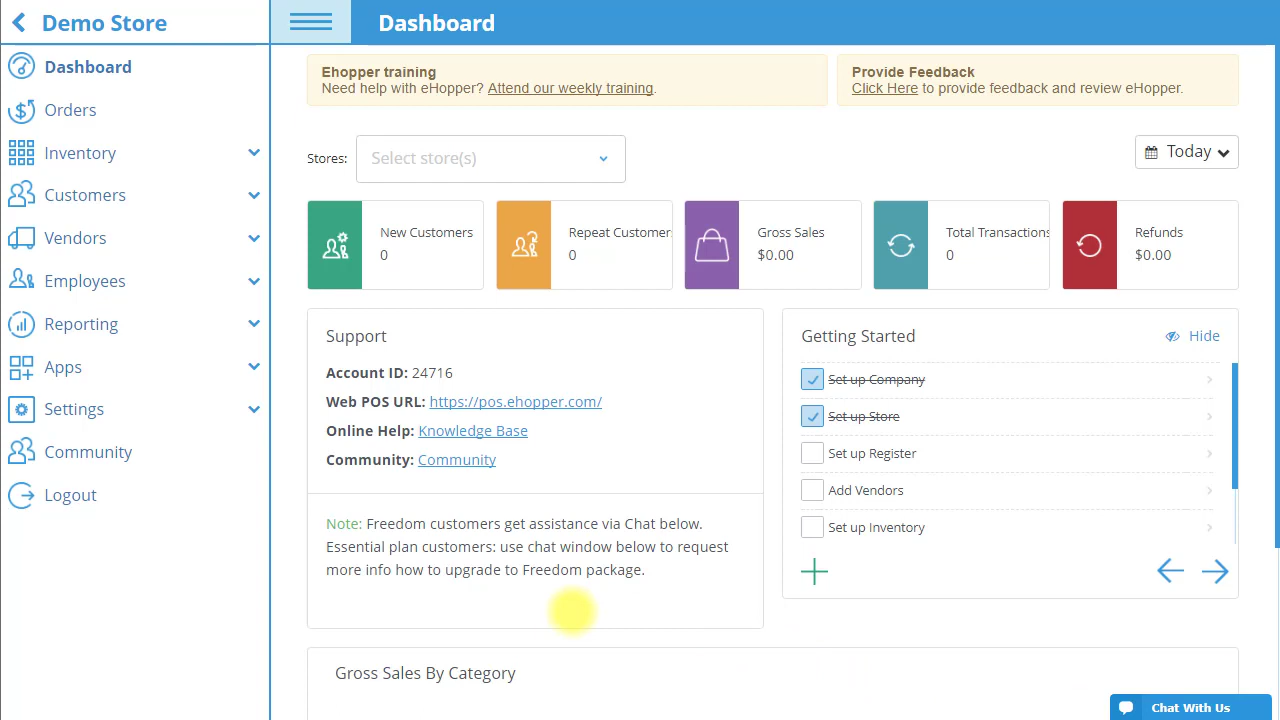 Demo Store
Dashboard
Dashboard
Orders
Inventory
Customers
Vendors
Employees
Reporting
Apps
Settings
Community
Logout
Ehopper training
Need help with eHopper? Attend our weekly training.
Provide Feedback
Click Here to provide feedback and review eHopper.
Stores: Select store(s)
Today
New Customers
0
Repeat Customer
0
Gross Sales
$0.00
Total Transactions
0
Refunds
$0.00
Support
Account ID: 24716
Web POS URL: https://pos.ehopper.com/
Online Help: Knowledge Base
Community: Community
Note: Freedom customers get assistance via Chat below.
Essential plan customers: use chat window below to request
more info how to upgrade to Freedom package.
Getting Started
Hide
Set up Company
Set up Store
Set up Register
Add Vendors
Set up Inventory
Gross Sales By Category
Chat With Us